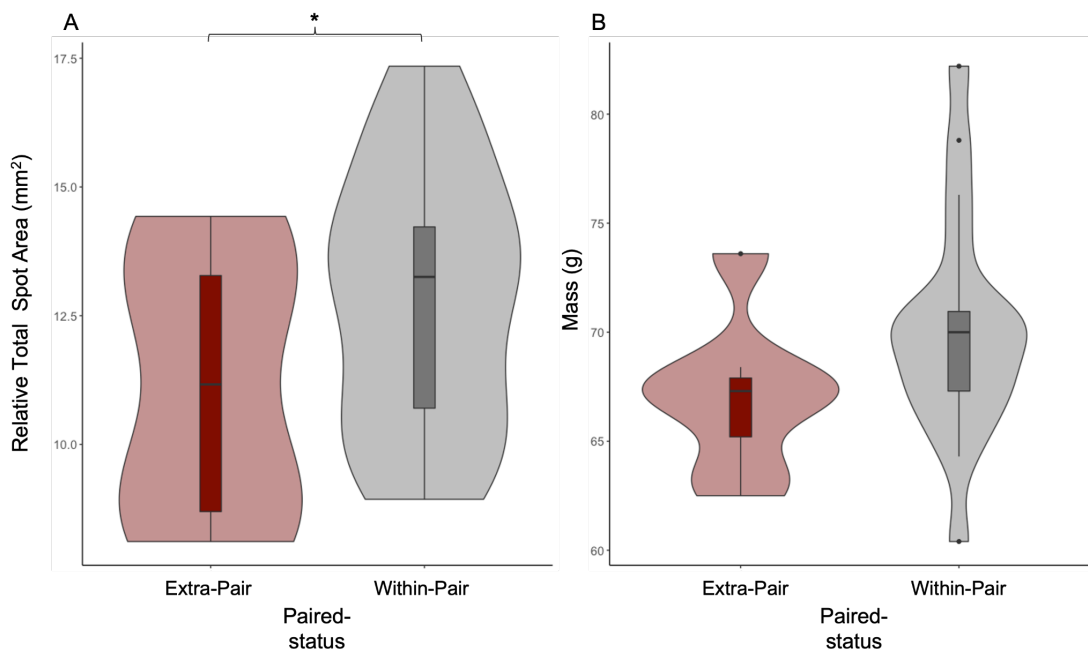 A
*
17.5
15.0
12.5
10.0
Relative Total Spot Area (mm²)
Extra-Pair
Within-Pair
Paired-
status
B
80
75
70
65
60
Mass (g)
Extra-Pair
Within-Pair
Paired-
status